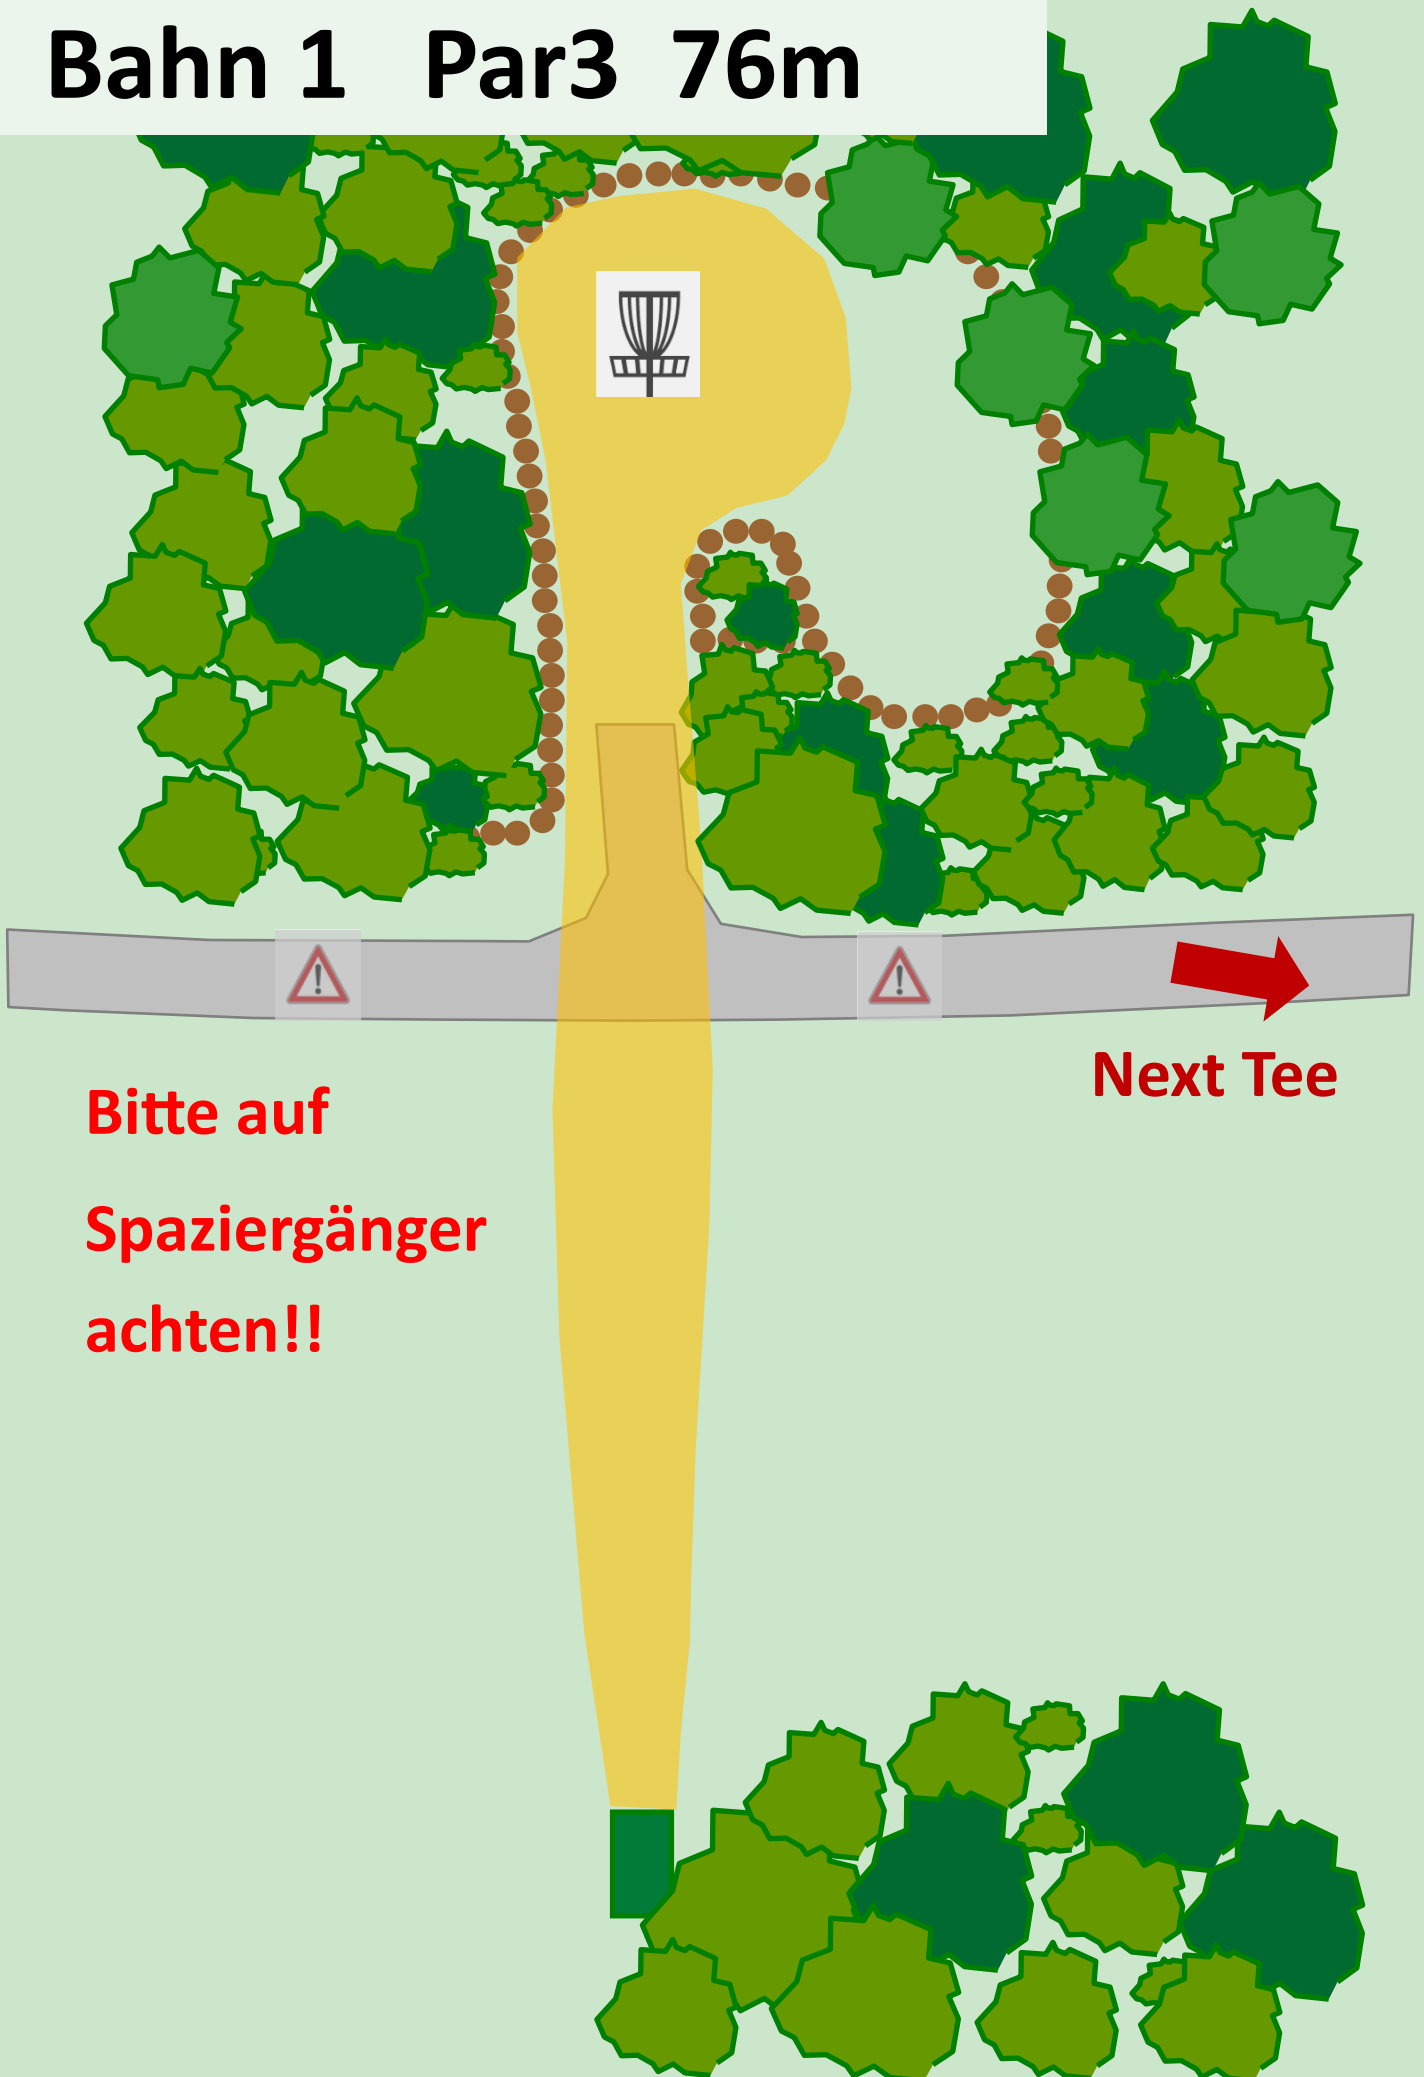 Bahn 1 Par3 76m
Next Tee
Bitte auf
Spaziergänger
achten!!